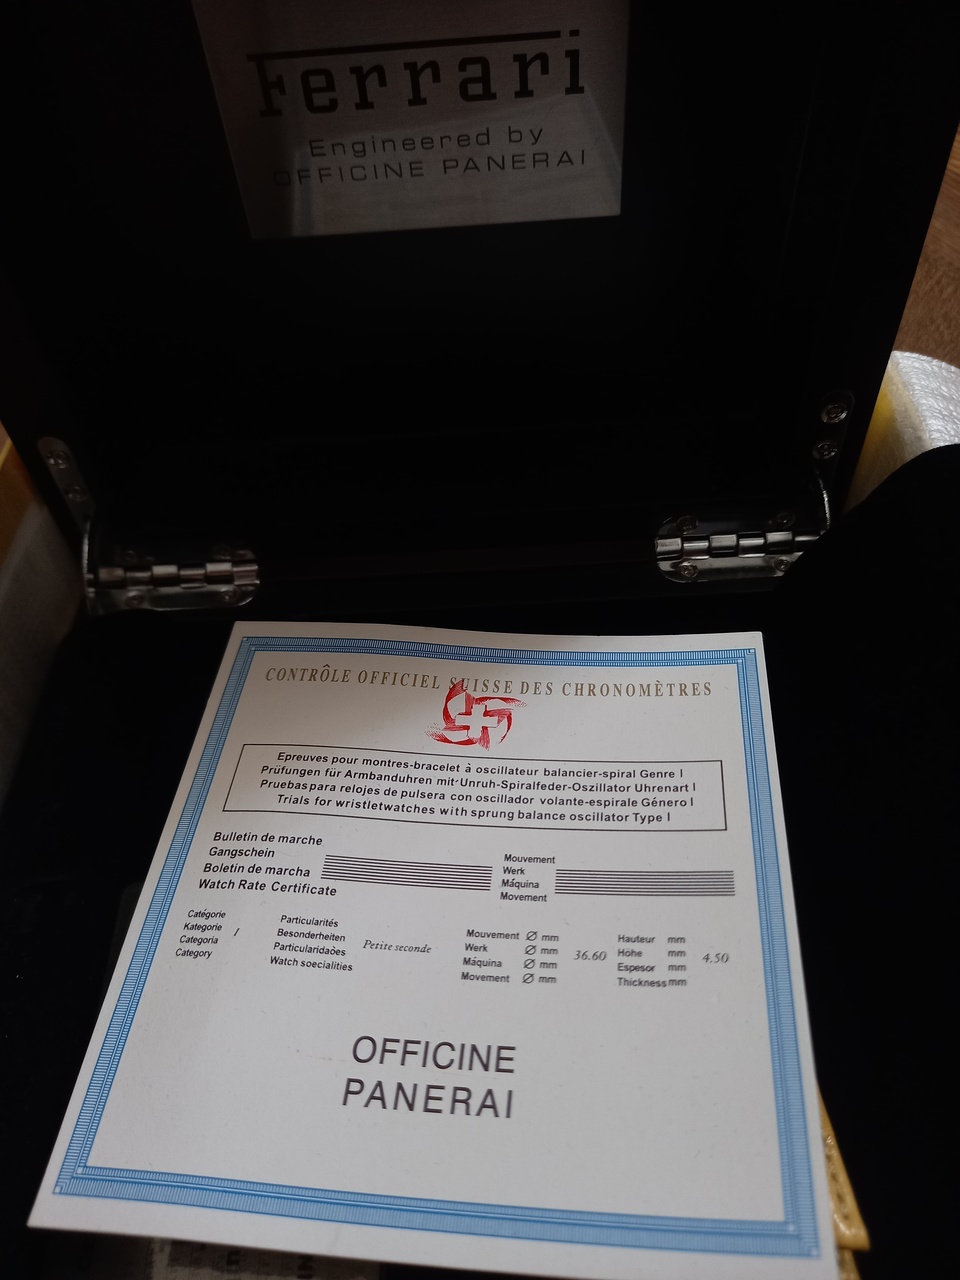 Ferrari
Engineered by
OFFICINE PANERAI
CONTRÔLE OFFICIEL SUISSE DES CHRONOMÈTRES
Epreuves pour montres-bracelet à oscillateur balancier-spiral Genre I
Prüfungen für Armbanduhren mit Unruh-Spiralfeder-Oszillator Uhrenart I
Pruebas para relojes de pulsera con oscillador volante-espirale Género I
Trials for wristletwatches with sprung balance oscillator Type I
Bulletin de marche
Gangschein
Boletin de marcha
Watch Rate Certificate
Mouvement
Werk
Máquina
Movement
Catégorie
Kategorie
Categoria
Category
/
Particularités
Besonderheiten
Particularidaöes
Watch soecialities
Petite seconde
Mouvement Ø mm
Werk Ø mm
Máquina Ø mm
Movement Ø mm
36.60
Hauteur mm
Höhe mm
Espesor mm
Thickness mm
4.50
OFFICINE
PANERAI